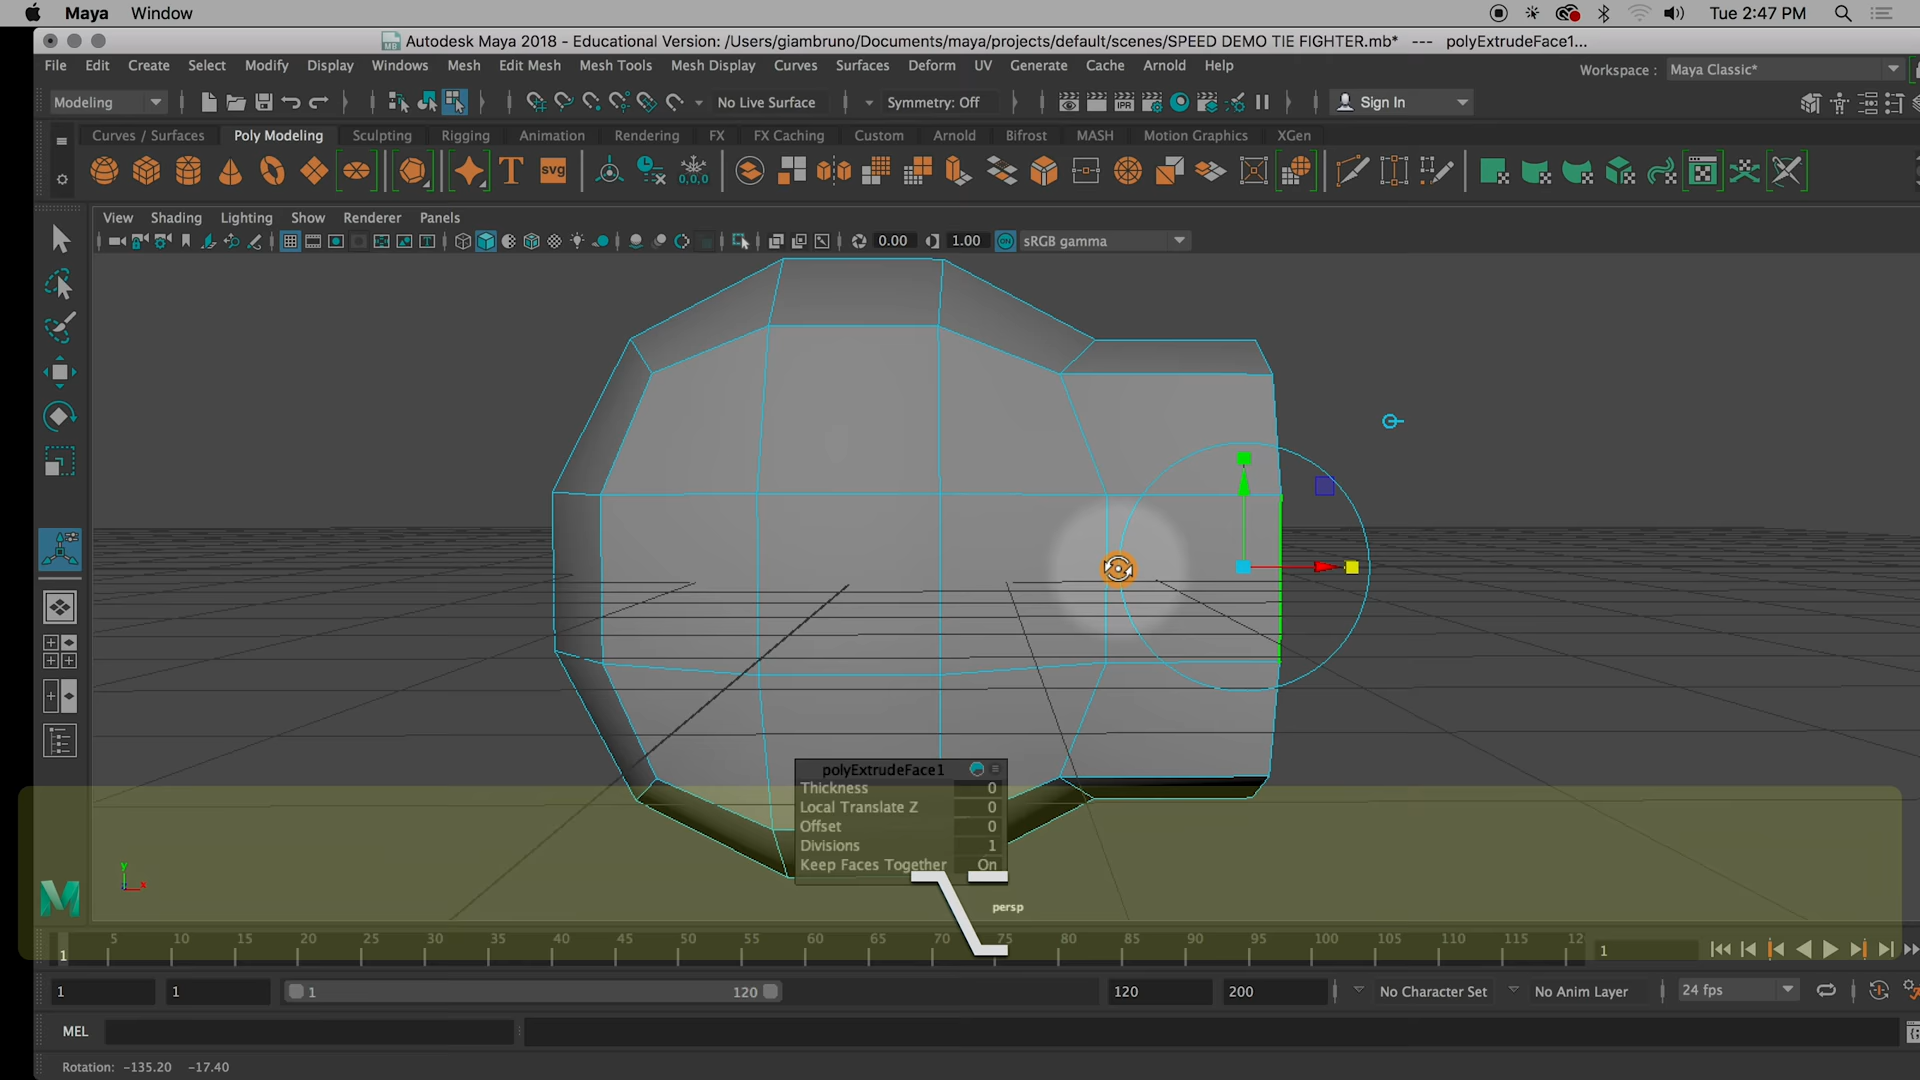 Maya Window Tue 2:47 PM
Autodesk Maya 2018 - Educational Version: /Users/giambruno/Documents/maya/projects/default/scenes/SPEED DEMO TIE FIGHTER.mb* --- polyExtrudeFace1...
File Edit Create Select Modify Display Windows Mesh Edit Mesh Mesh Tools Mesh Display Curves Surfaces Deform UV Generate Cache Arnold Help Workspace : Maya Classic*
Modeling No Live Surface Symmetry: Off IPR Sign In
Curves / Surfaces Poly Modeling Sculpting Rigging Animation Rendering FX FX Caching Custom Arnold Bifrost MASH Motion Graphics XGen
T svg 0,0,0
View Shading Lighting Show Renderer Panels
0.00 1.00 ON sRGB gamma
polyExtrudeFace1
Thickness 0
Local Translate Z 0
Offset 0
Divisions 1
Keep Faces Together On
y x
persp
5 10 15 20 25 30 35 40 45 50 55 60 65 70 75 80 85 90 95 100 105 110 115 12
1 1
1 1 1 120 120 200 No Character Set No Anim Layer 24 fps
MEL
Rotation: -135.20 -17.40